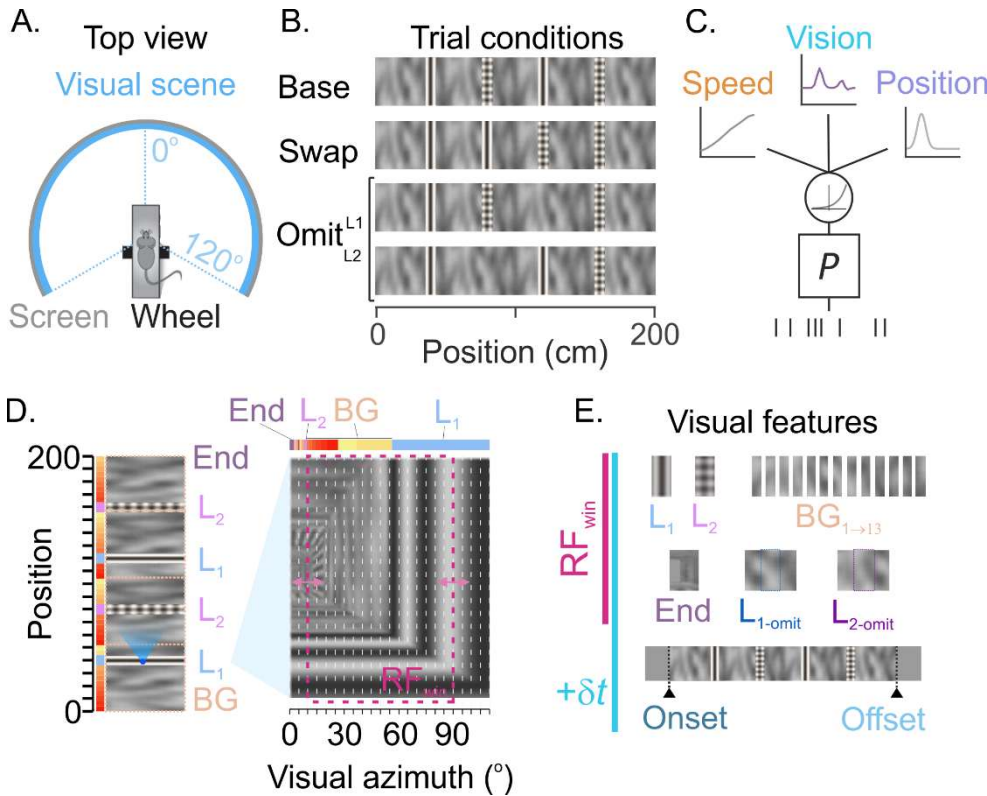 A.
Top view
Visual scene
0°
120°
Screen Wheel
B.
Trial conditions
Base
Swap
Omit L1 L2
0 200
Position (cm)
C.
Vision
Speed
Position
P
D.
End L2 BG L1
200
End
L2
L1
L2
L1
BG
0
Position
RFwin
0 30 60 90
Visual azimuth (°)
E.
Visual features
RFwin
+δt
L1 L2 BG1→13
End L1-omit L2-omit
Onset Offset